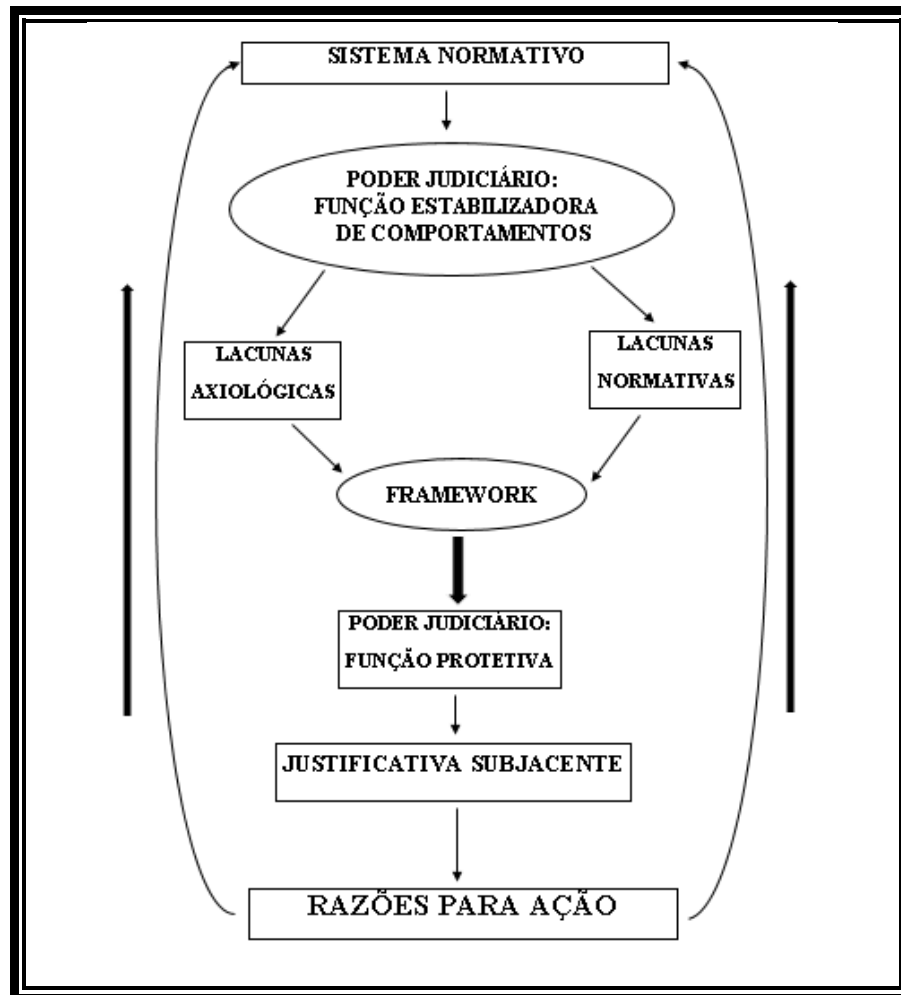 SISTEMA NORMATIVO
PODER JUDICIÁRIO:
FUNÇÃO ESTABILIZADORA
DE COMPORTAMENTOS
LACUNAS
AXIOLÓGICAS
LACUNAS
NORMATIVAS
FRAMEWORK
PODER JUDICIÁRIO:
FUNÇÃO PROTETIVA
JUSTIFICATIVA SUBJACENTE
RAZÕES PARA AÇÃO